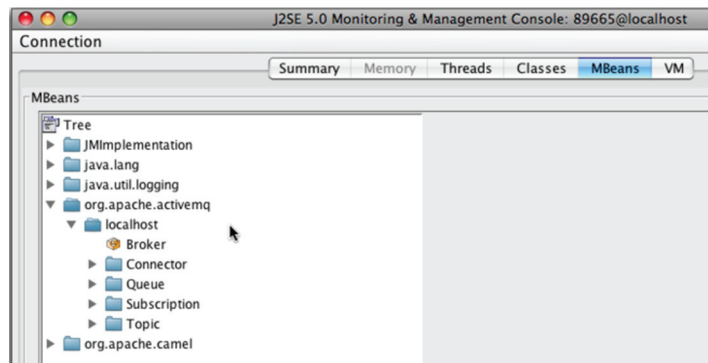 J2SE 5.0 Monitoring & Management Console: 89665@localhost
Connection
Summary Memory Threads Classes MBeans VM
MBeans
Tree
JMImplementation
java.lang
java.util.logging
org.apache.activemq
localhost
Broker
Connector
Queue
Subscription
Topic
org.apache.camel